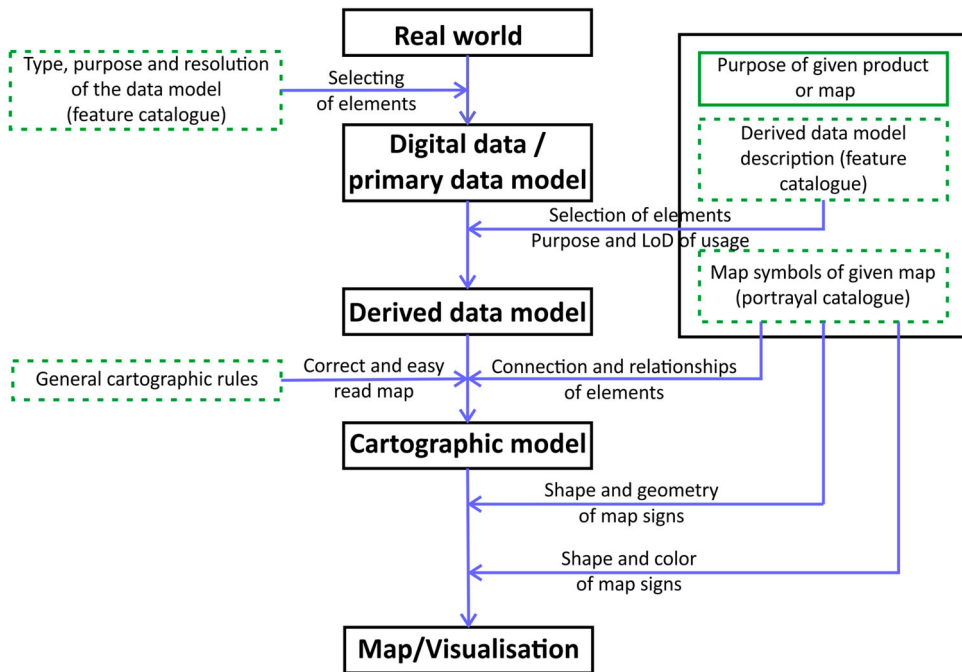 Real world
Type, purpose and resolution
of the data model
(feature catalogue)
Selecting
of elements
Purpose of given product
or map
Digital data /
primary data model
Derived data model
description (feature
catalogue)
Selection of elements
Purpose and LoD of usage
Map symbols of given map
(portrayal catalogue)
Derived data model
General cartographic rules
Correct and easy
read map
Connection and relationships
of elements
Cartographic model
Shape and geometry
of map signs
Shape and color
of map signs
Map/Visualisation